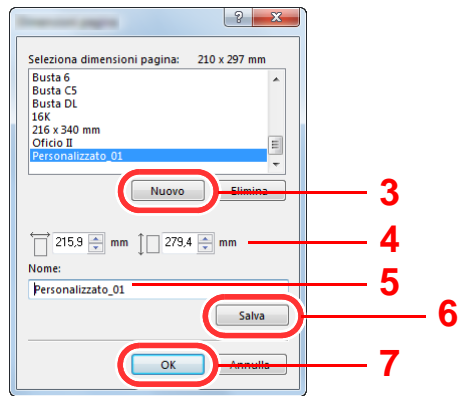 Dimensioni pagina
?
X
Seleziona dimensioni pagina: 210 x 297 mm
Busta 6
Busta C5
Busta DL
16K
216 x 340 mm
Oficio II
Personalizzato_01
Nuovo Elimina 3
215,9 mm 279,4 mm 4
Nome:
Personalizzato_01 5
Salva 6
OK Annulla 7